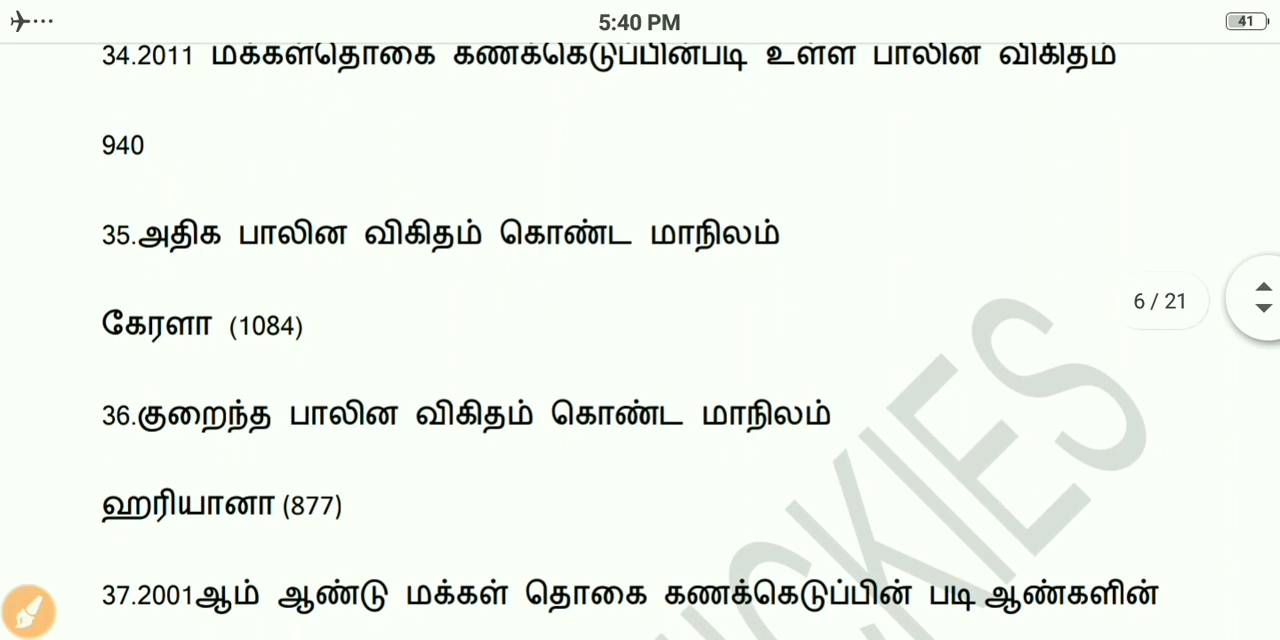 5:40 PM
41
34.2011 மக்கள்தொகை கணக்கெடுப்பின்படி உள்ள பாலின விகிதம்
940
35.அதிக பாலின விகிதம் கொண்ட மாநிலம்
கேரளா (1084)
6 / 21
36.குறைந்த பாலின விகிதம் கொண்ட மாநிலம்
ஹரியானா (877)
37.2001ஆம் ஆண்டு மக்கள் தொகை கணக்கெடுப்பின் படி ஆண்களின்